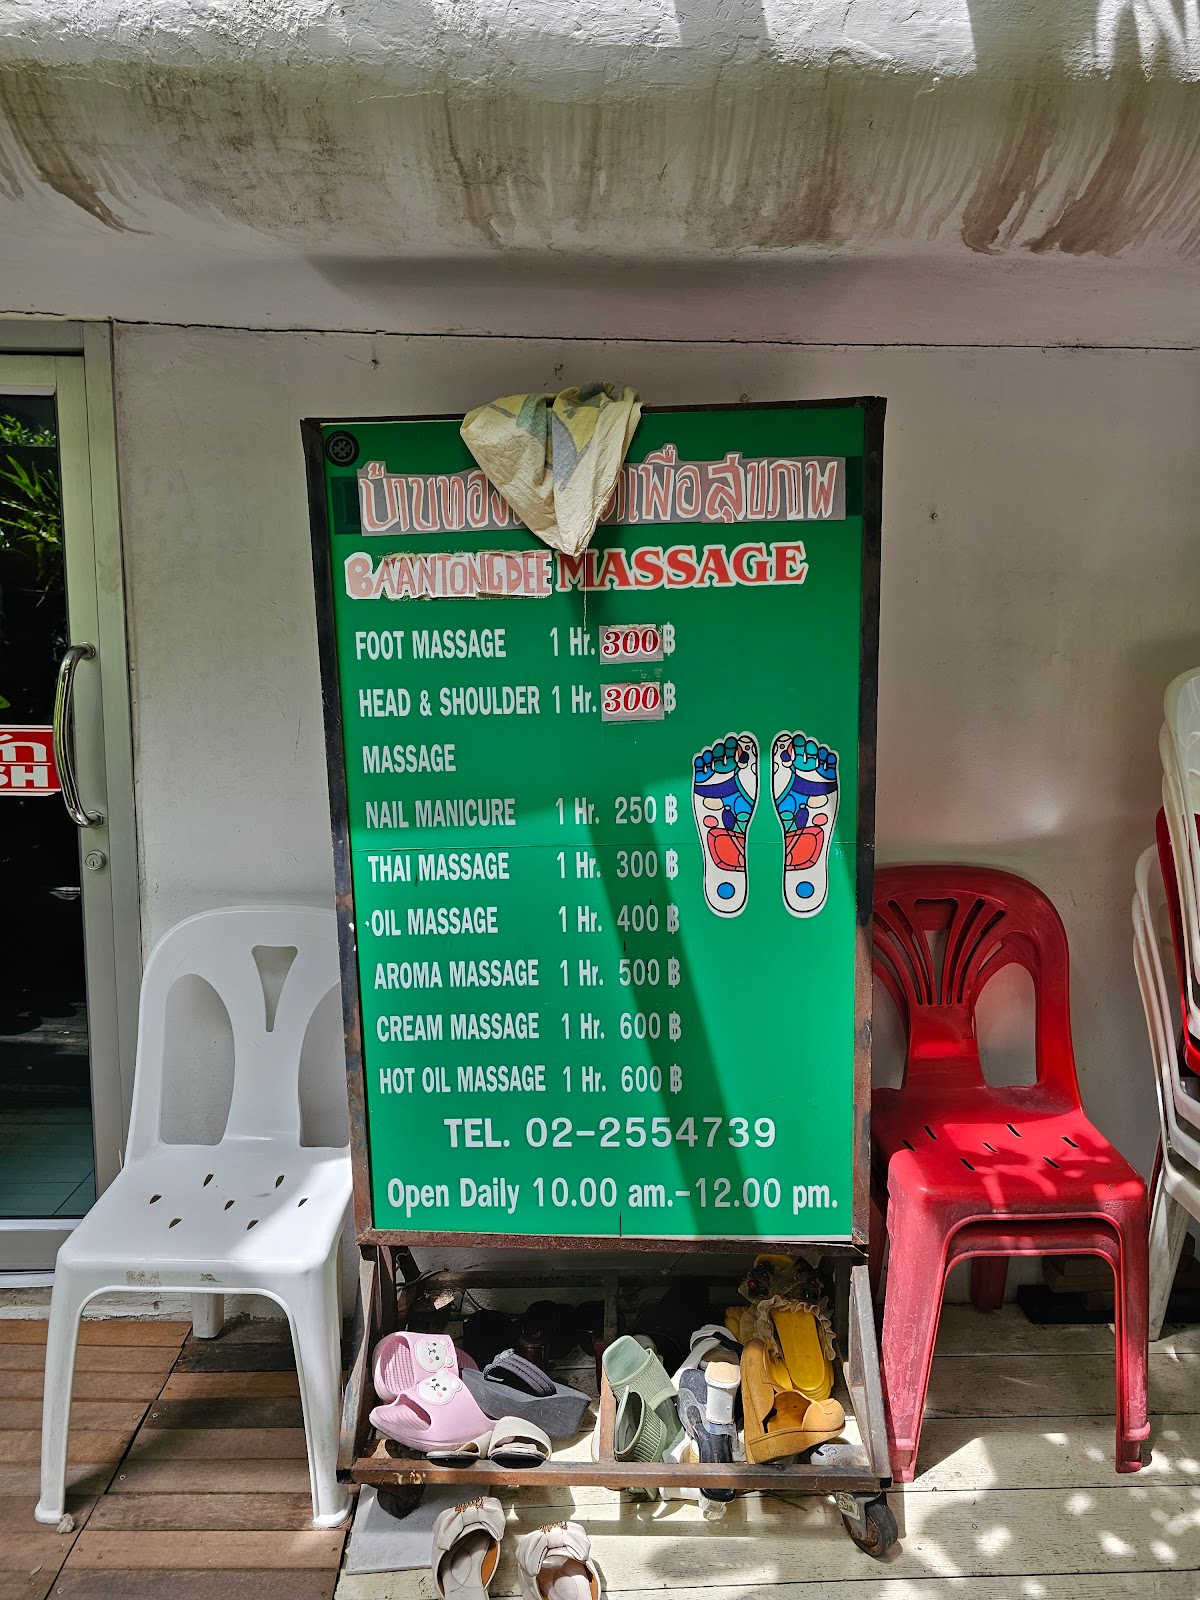 บ้านทอง เพื่อสุขภาพ
BAANTONGDEE MASSAGE
FOOT MASSAGE 1 Hr. 300 ฿
HEAD & SHOULDER 1 Hr. 300 ฿
MASSAGE
NAIL MANICURE 1 Hr. 250 ฿
THAI MASSAGE 1 Hr. 300 ฿
OIL MASSAGE 1 Hr. 400 ฿
AROMA MASSAGE 1 Hr. 500 ฿
CREAM MASSAGE 1 Hr. 600 ฿
HOT OIL MASSAGE 1 Hr. 600 ฿
TEL. 02-2554739
Open Daily 10.00 am.-12.00 pm.